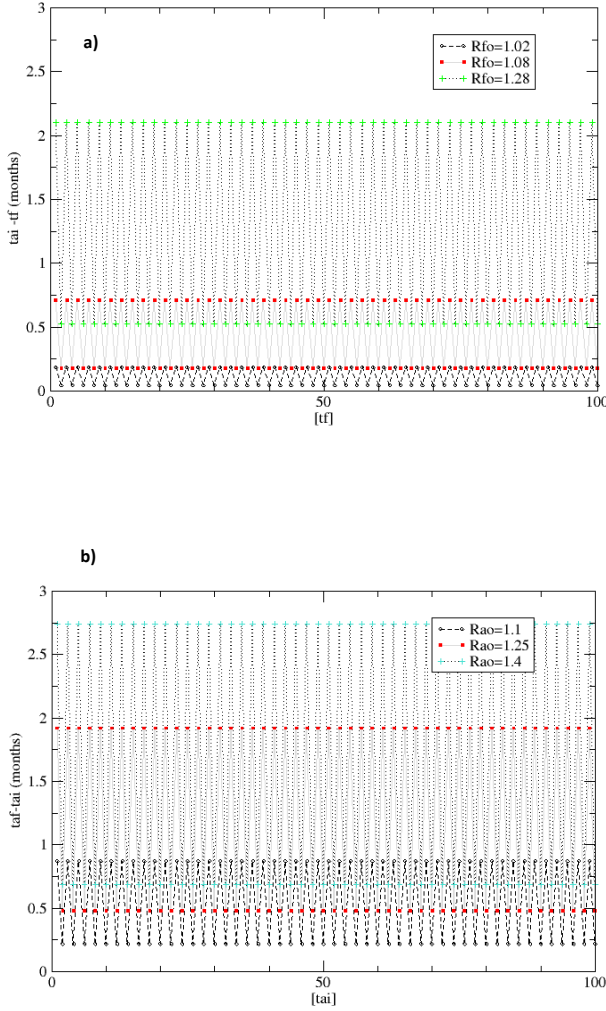 a)
3
2.5
2
1.5
1
0.5
0
tai -tf (months)
Rfo=1.02
Rfo=1.08
Rfo=1.28
0 50 100
[tf]
b)
3
2.5
2
1.5
1
0.5
0
taf-tai (months)
Rao=1.1
Rao=1.25
Rao=1.4
0 50 100
[tai]